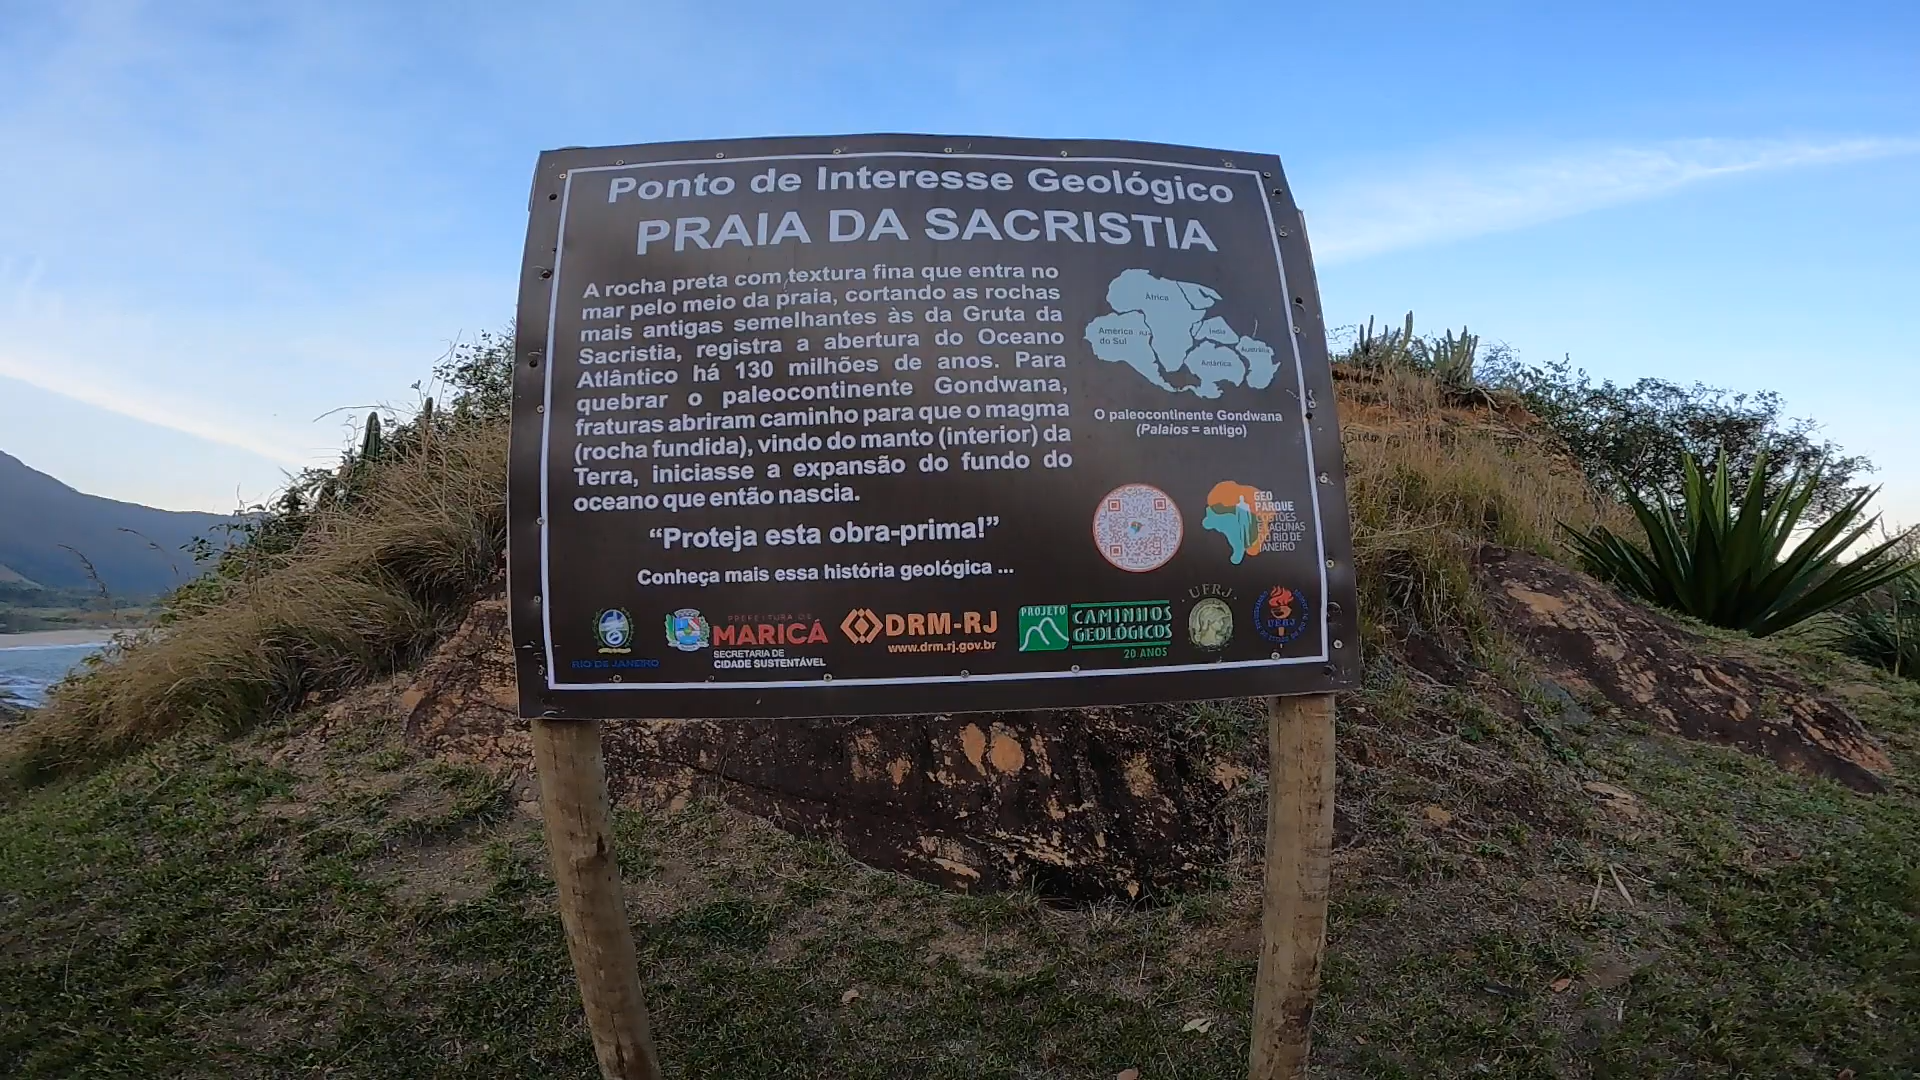 Ponto de Interesse Geológico
PRAIA DA SACRISTIA
A rocha preta com textura fina que entra no
mar pelo meio da praia, cortando as rochas
mais antigas semelhantes às da Gruta da
Sacristia, registra a abertura do Oceano
Atlântico há 130 milhões de anos. Para
quebrar o paleocontinente Gondwana,
fraturas abriram caminho para que o magma
(rocha fundida), vindo do manto (interior) da
Terra, iniciasse a expansão do fundo do
oceano que então nascia.
África
América
do Sul
RJ
Índia
Austrália
Antártica
O paleocontinente Gondwana
(Palaios = antigo)
"Proteja esta obra-prima!"
Conheça mais essa história geológica ...
GEO
PARQUE
COSTÕES
E LAGUNAS
DO RIO DE
JANEIRO
RIO DE JANEIRO
PREFEITURA DE
MARICÁ
SECRETARIA DE
CIDADE SUSTENTÁVEL
DRM-RJ
www.drm.rj.gov.br
PROJETO
CAMINHOS
GEOLÓGICOS
20 ANOS
UFRJ
UERJ